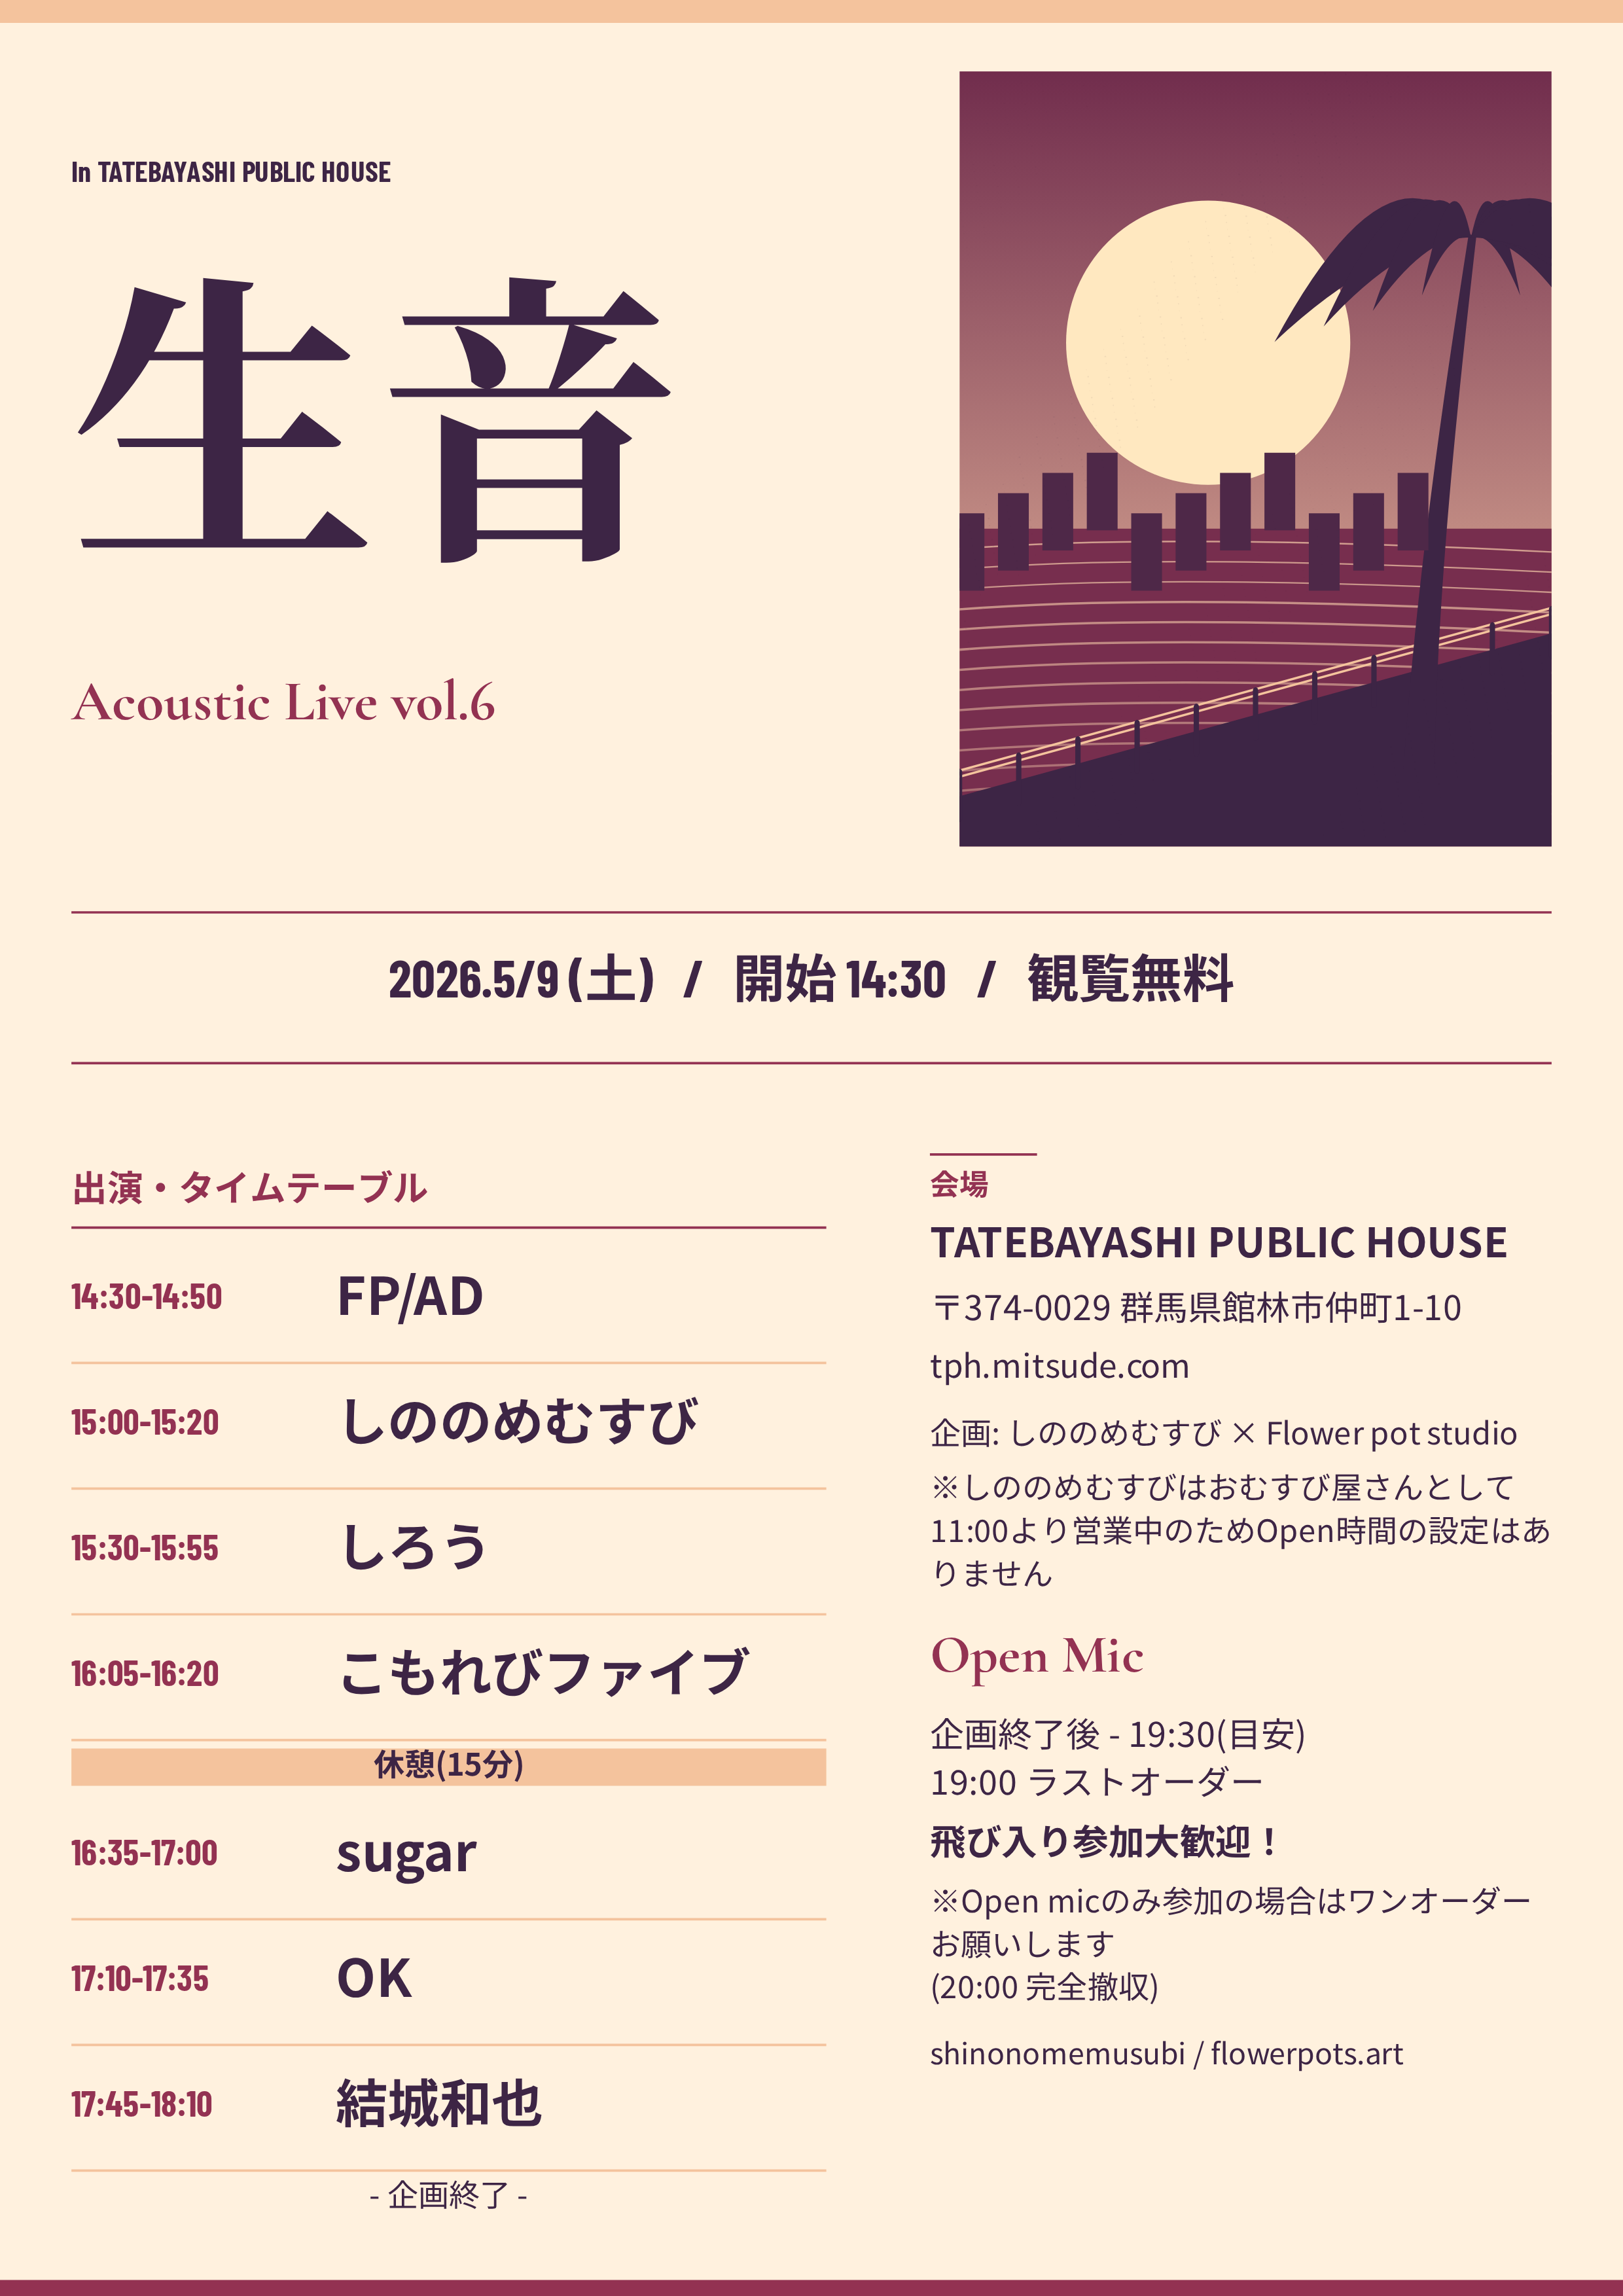 In TATEBAYASHI PUBLIC HOUSE
生音
Acoustic Live vol.6
2026.5/9 (土) / 開始 14:30 / 観覧無料
出演・タイムテーブル
14:30-14:50 FP/AD
15:00-15:20 しののめむすび
15:30-15:55 しろう
16:05-16:20 こもれびファイブ
休憩(15分)
16:35-17:00 sugar
17:10-17:35 OK
17:45-18:10 結城和也
- 企画終了 -
会場
TATEBAYASHI PUBLIC HOUSE
〒374-0029 群馬県館林市仲町1-10
tph.mitsude.com
企画: しののめむすび × Flower pot studio
※しののめむすびはおむすび屋さんとして
11:00より営業中のためOpen時間の設定はあ
りません
Open Mic
企画終了後 - 19:30(目安)
19:00 ラストオーダー
飛び入り参加大歓迎！
※Open micのみ参加の場合はワンオーダー
お願いします
(20:00 完全撤収)
shinonomemusubi / flowerpots.art